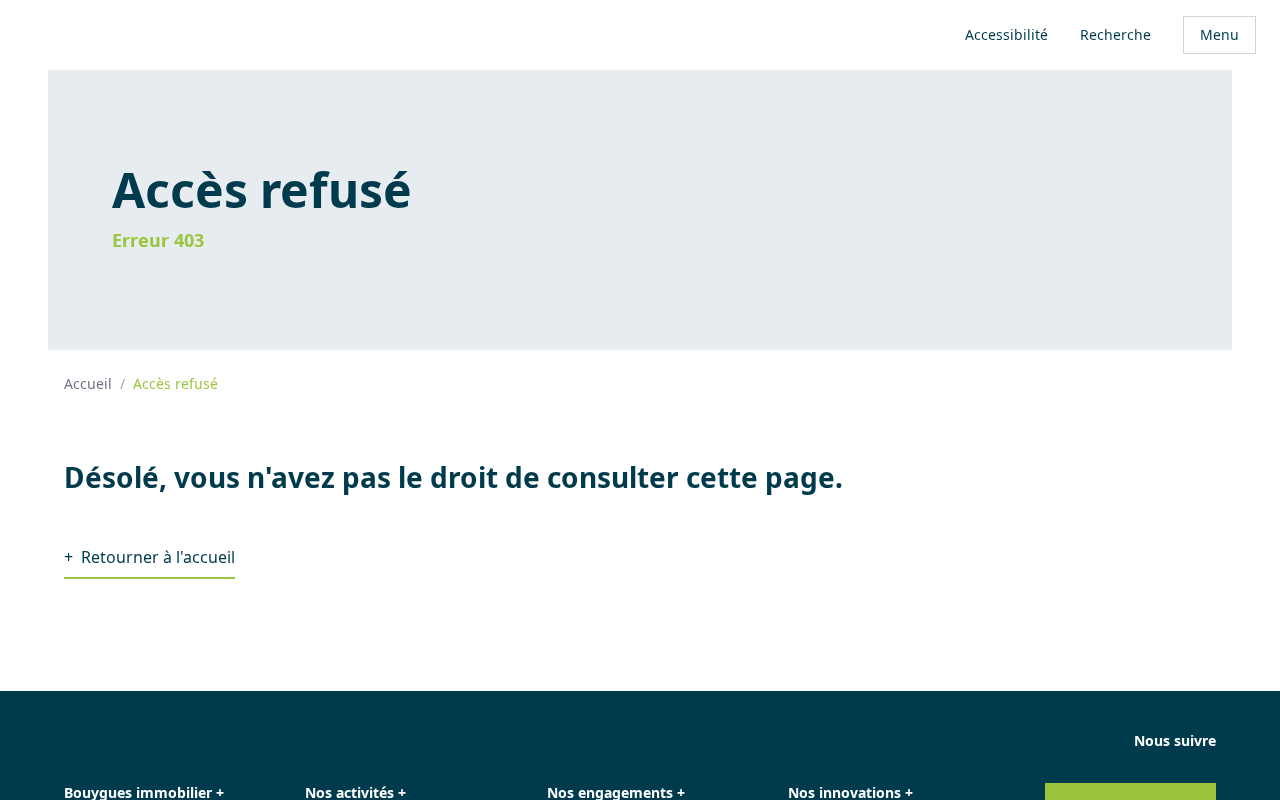 Accessibilité Recherche Menu
Accès refusé
Erreur 403
Accueil / Accès refusé
Désolé, vous n'avez pas le droit de consulter cette page.
+ Retourner à l'accueil
Nous suivre
Bouygues immobilier + Nos activités + Nos engagements + Nos innovations +